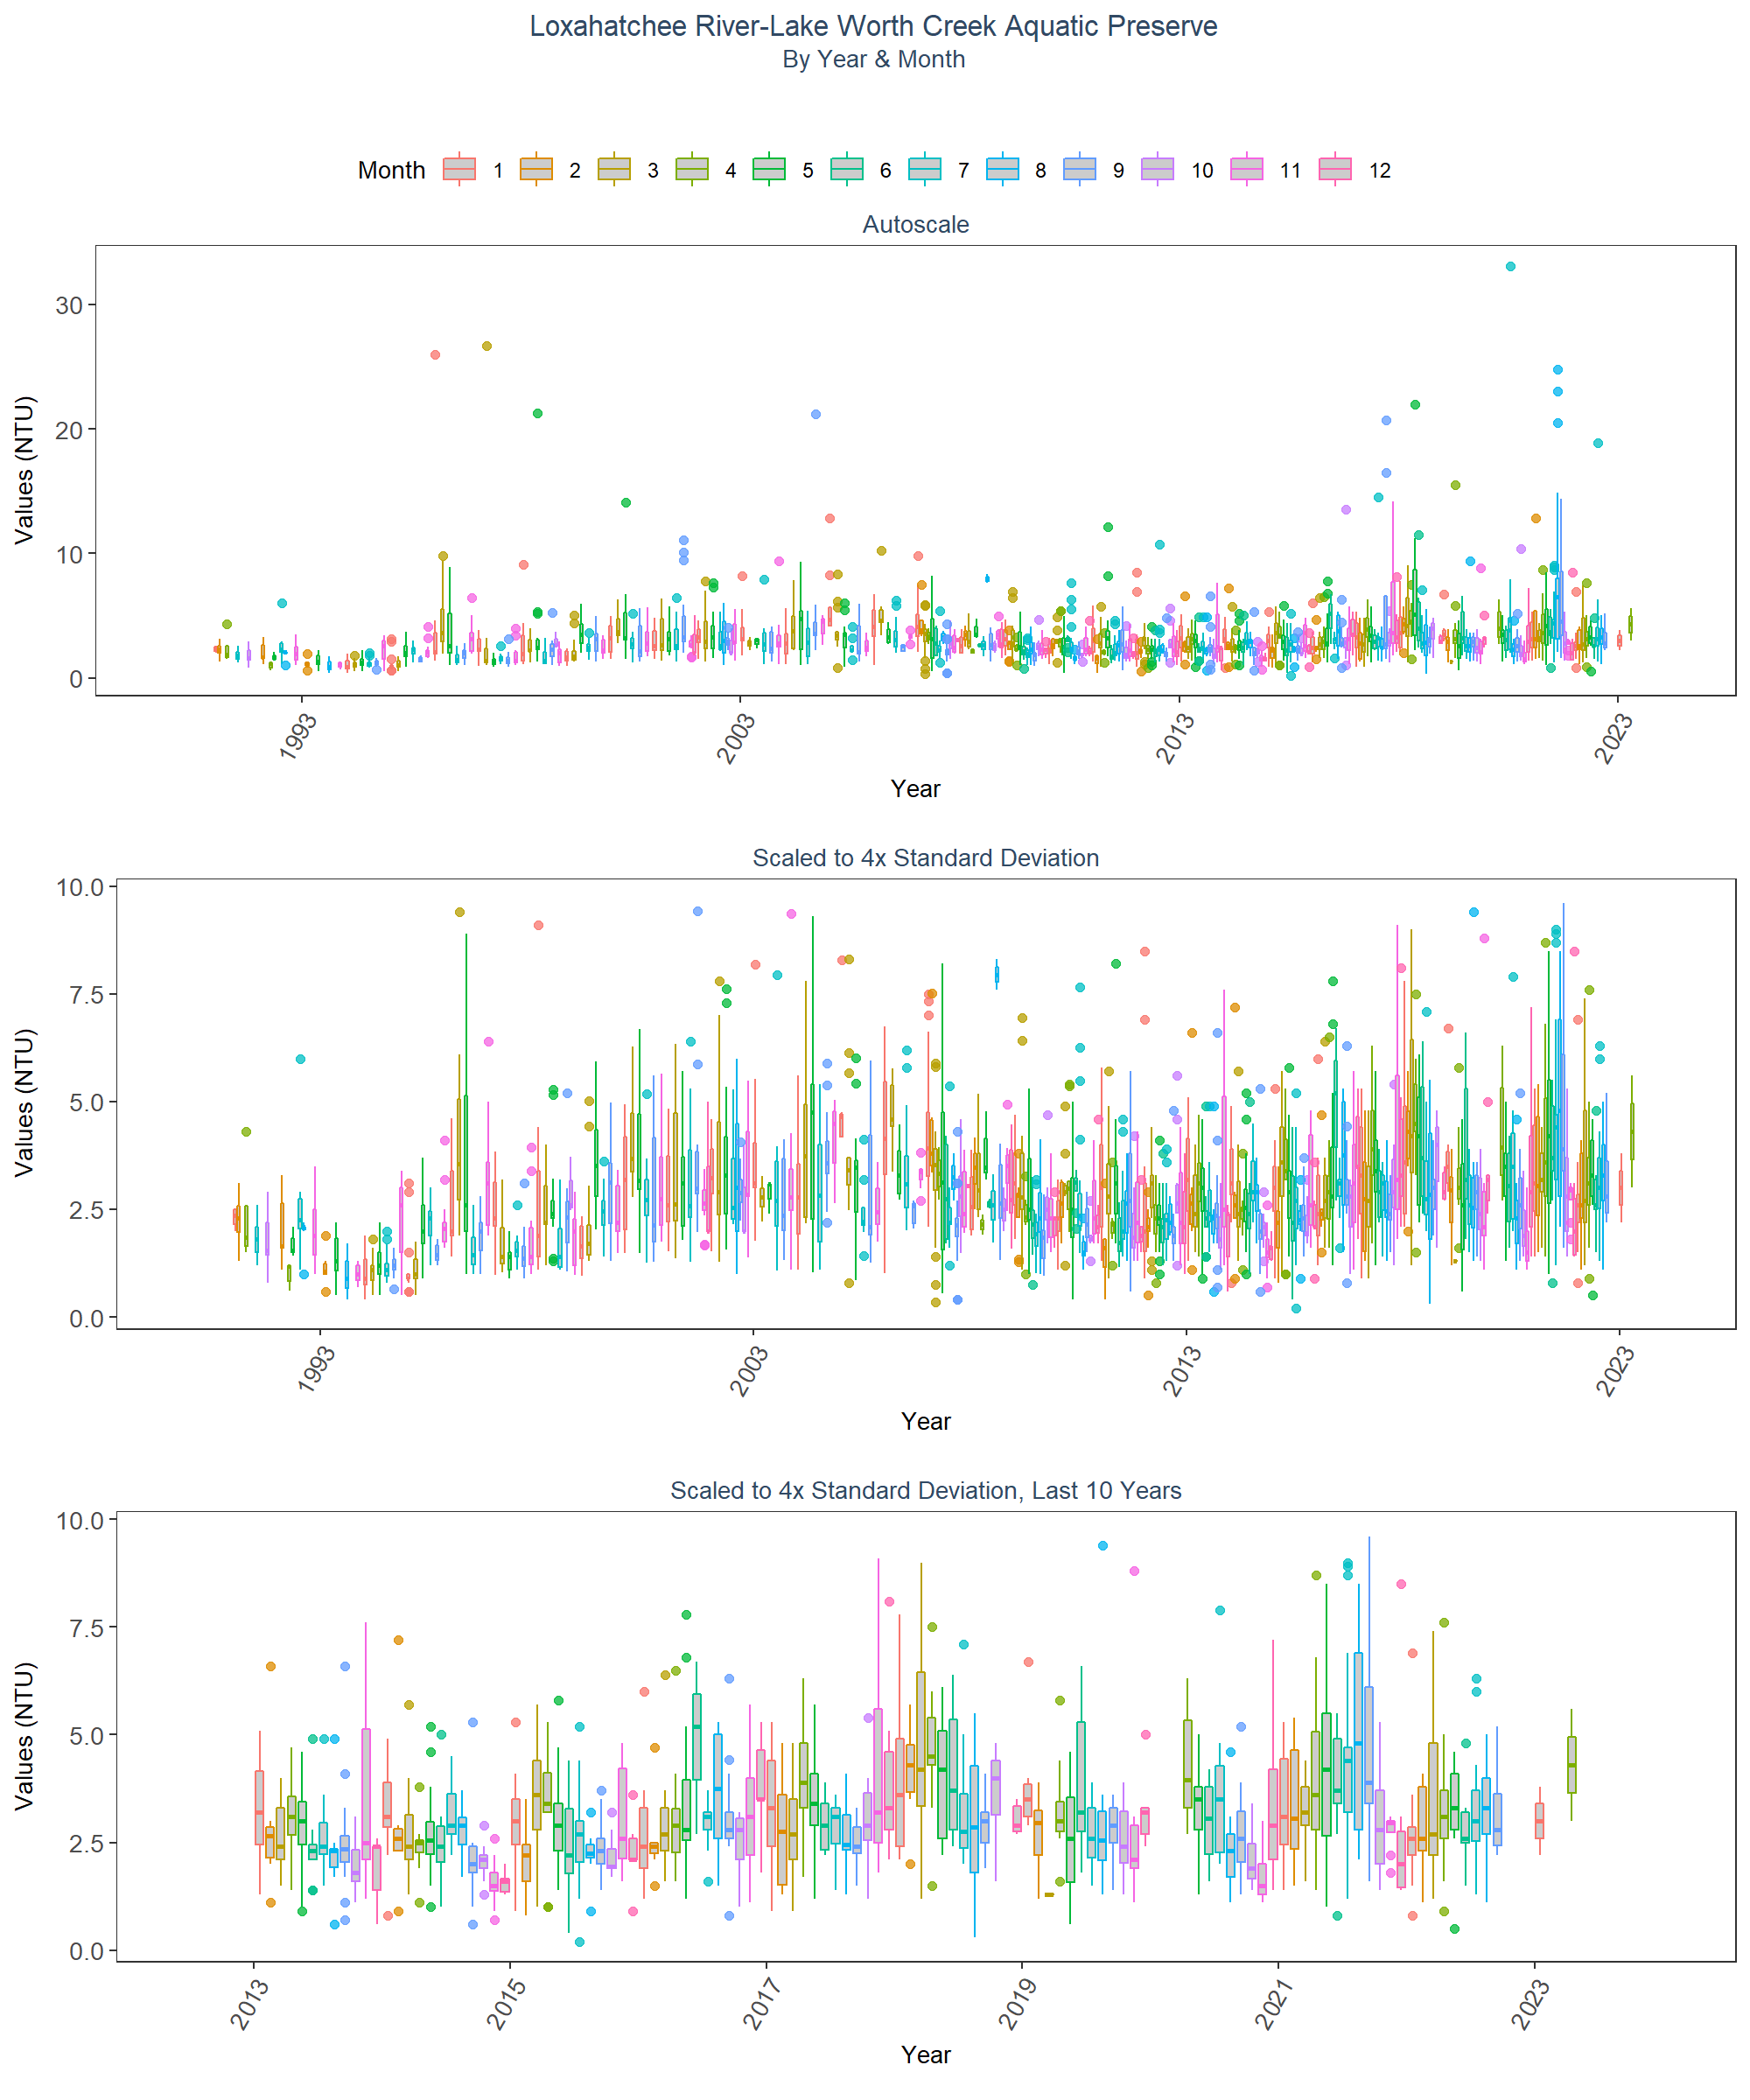 Loxahatchee River-Lake Worth Creek Aquatic Preserve
By Year & Month
Month 1 2 3 4 5 6 7 8 9 10 11 12
Autoscale
Values (NTU)
30
20
10
0
1993 2003 2013 2023
Year
Scaled to 4x Standard Deviation
Values (NTU)
10.0
7.5
5.0
2.5
0.0
1993 2003 2013 2023
Year
Scaled to 4x Standard Deviation, Last 10 Years
Values (NTU)
10.0
7.5
5.0
2.5
0.0
2013 2015 2017 2019 2021 2023
Year